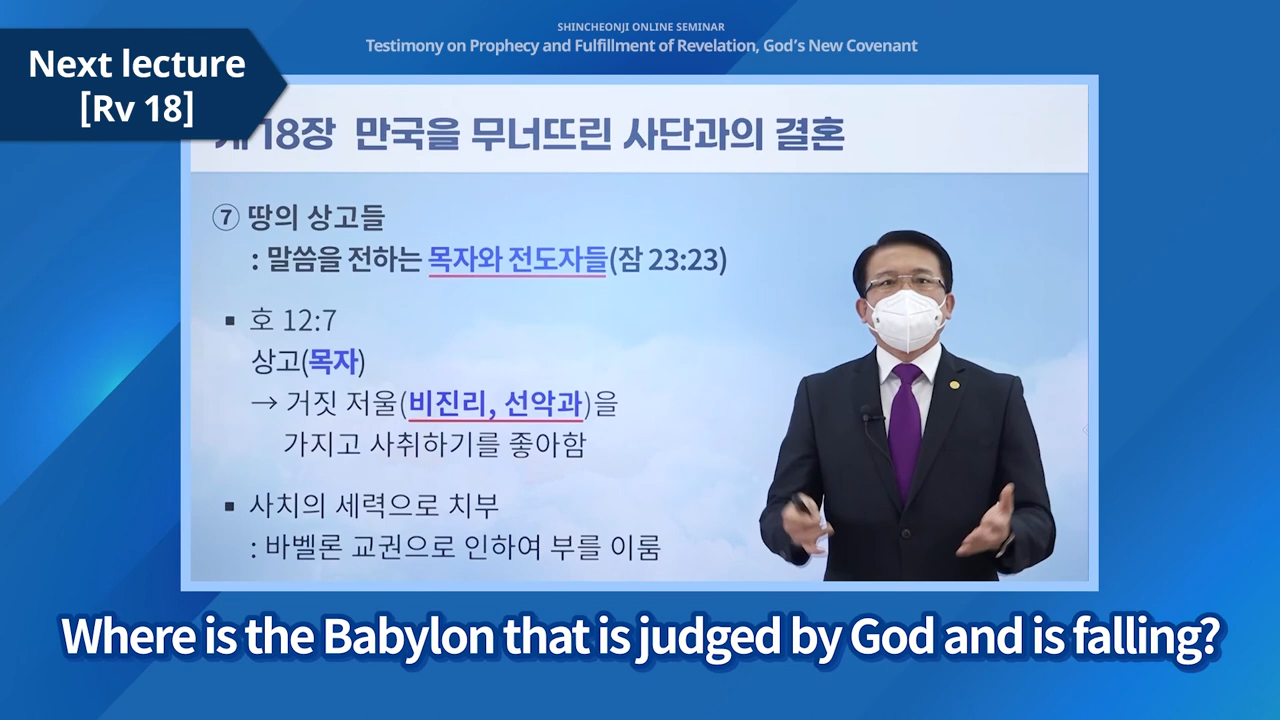 SHINCHEONJI ONLINE SEMINAR
Testimony on Prophecy and Fulfillment of Revelation, God's New Covenant
Next lecture
[Rv 18]
제18장 만국을 무너뜨린 사단과의 결혼
⑦ 땅의 상고들
: 말씀을 전하는 목자와 전도자들(잠 23:23)
▪ 호 12:7
상고(목자)
→ 거짓 저울(비진리, 선악과)을
가지고 사취하기를 좋아함
▪ 사치의 세력으로 치부
: 바벨론 교권으로 인하여 부를 이룸
Where is the Babylon that is judged by God and is falling?